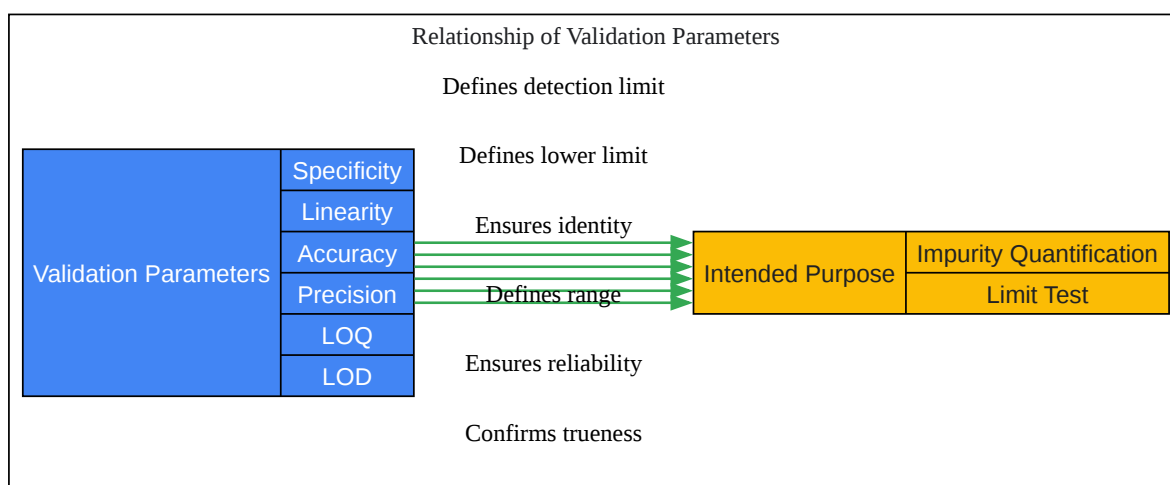 Relationship of Validation Parameters
Defines detection limit
Defines lower limit
Ensures identity
Defines range
Ensures reliability
Confirms trueness
Validation Parameters
Specificity
Linearity
Accuracy
Precision
LOQ
LOD
Intended Purpose
Impurity Quantification
Limit Test